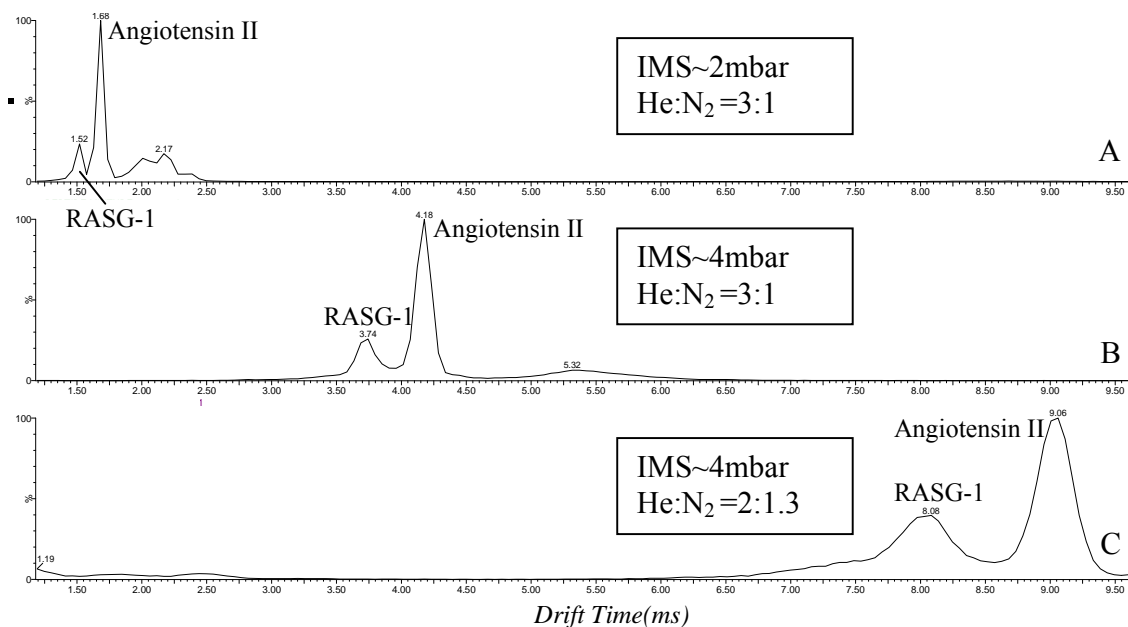 100
1.68
Angiotensin II
IMS~2mbar
He:N₂ =3:1
%
1.52
2.17
A
0
1.50 2.00 2.50 3.00 3.50 4.00 4.50 5.00 5.50 6.00 6.50 7.00 7.50 8.00 8.50 9.00 9.50
RASG-1
100
4.18
Angiotensin II
IMS~4mbar
He:N₂ =3:1
%
RASG-1
3.74
5.32
B
0
1.50 2.00 2.50 3.00 3.50 4.00 4.50 5.00 5.50 6.00 6.50 7.00 7.50 8.00 8.50 9.00 9.50
1
100
9.06
Angiotensin II
IMS~4mbar
He:N₂ =2:1.3
%
RASG-1
8.08
1.19
C
0
1.50 2.00 2.50 3.00 3.50 4.00 4.50 5.00 5.50 6.00 6.50 7.00 7.50 8.00 8.50 9.00 9.50
Drift Time(ms)